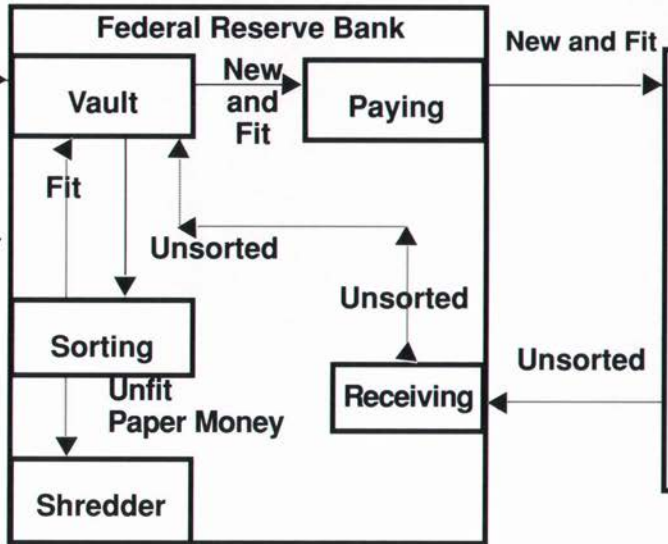 Federal Reserve Bank
New and Fit
Vault
New
and
Fit
Paying
Fit
Unsorted
Unsorted
Sorting
Unsorted
Receiving
Unfit
Paper Money
Shredder